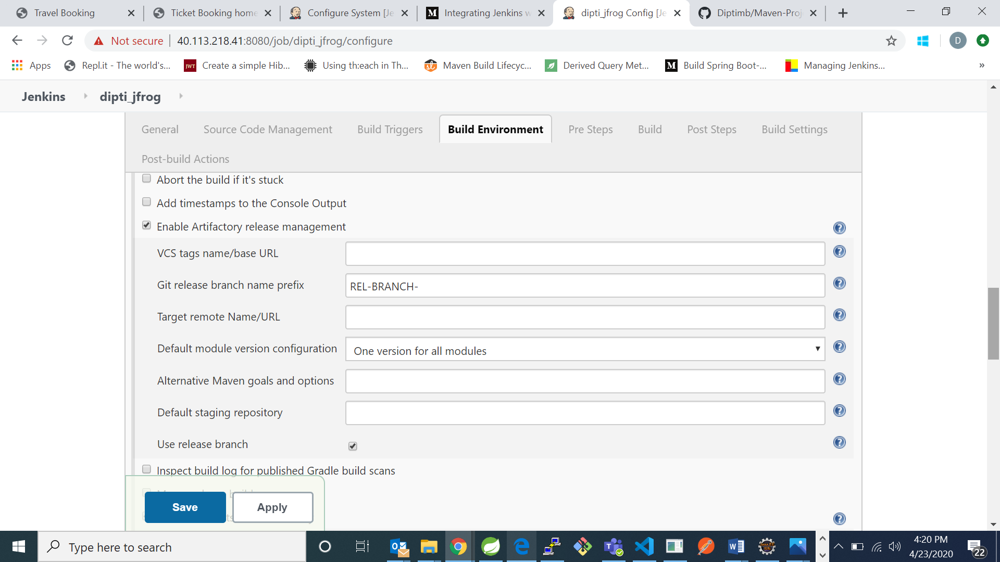 Travel Booking
Ticket Booking home
Configure System [Je
Integrating Jenkins w
dipti_jfrog Config [Je
Diptimb/Maven-Proj
Not secure
40.113.218.41:8080/job/dipti_jfrog/configure
D
Apps
Repl.it - The world's...
JWT
Create a simple Hib...
Using th:each in Th...
Maven Build Lifecyc...
Derived Query Met...
M
Build Spring Boot-...
Managing Jenkins...
»
Jenkins
dipti_jfrog
General
Source Code Management
Build Triggers
Build Environment
Pre Steps
Build
Post Steps
Build Settings
Post-build Actions
Abort the build if it's stuck
Add timestamps to the Console Output
Enable Artifactory release management
VCS tags name/base URL
Git release branch name prefix
REL-BRANCH-
Target remote Name/URL
Default module version configuration
One version for all modules
Alternative Maven goals and options
Default staging repository
Use release branch
Inspect build log for published Gradle build scans
Save
Apply
Type here to search
4:20 PM
4/23/2020
22